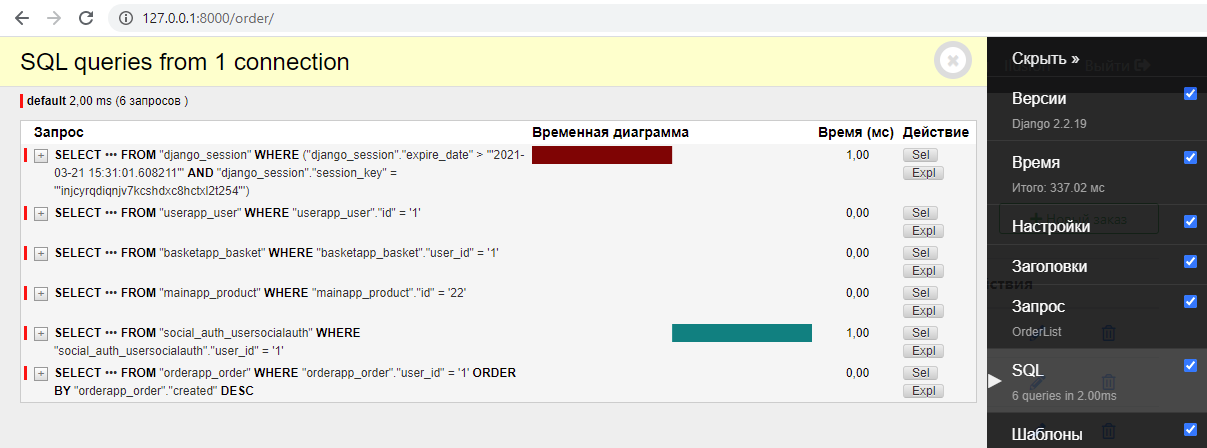 127.0.0.1:8000/order/
SQL queries from 1 connection
default 2,00 ms (6 запросов )
Запрос Временная диаграмма Время (мс) Действие
+ SELECT ••• FROM "django_session" WHERE ("django_session"."expire_date" > '"2021- 1,00 Sel
03-21 15:31:01.608211"' AND "django_session"."session_key" = Expl
'"injcyrqdiqnjv7kcshdxc8hctxl2t254"')
+ SELECT ••• FROM "userapp_user" WHERE "userapp_user"."id" = '1' 0,00 Sel
Expl
+ SELECT ••• FROM "basketapp_basket" WHERE "basketapp_basket"."user_id" = '1' 0,00 Sel
Expl
+ SELECT ••• FROM "mainapp_product" WHERE "mainapp_product"."id" = '22' 0,00 Sel
Expl
+ SELECT ••• FROM "social_auth_usersocialauth" WHERE 1,00 Sel
"social_auth_usersocialauth"."user_id" = '1' Expl
+ SELECT ••• FROM "orderapp_order" WHERE "orderapp_order"."user_id" = '1' ORDER 0,00 Sel
BY "orderapp_order"."created" DESC Expl
Скрыть »
Выйти
Версии
Django 2.2.19
Время
Итого: 337.02 мс
заказ
Настройки
Заголовки
Запрос
OrderList
SQL
6 queries in 2.00ms
Шаблоны